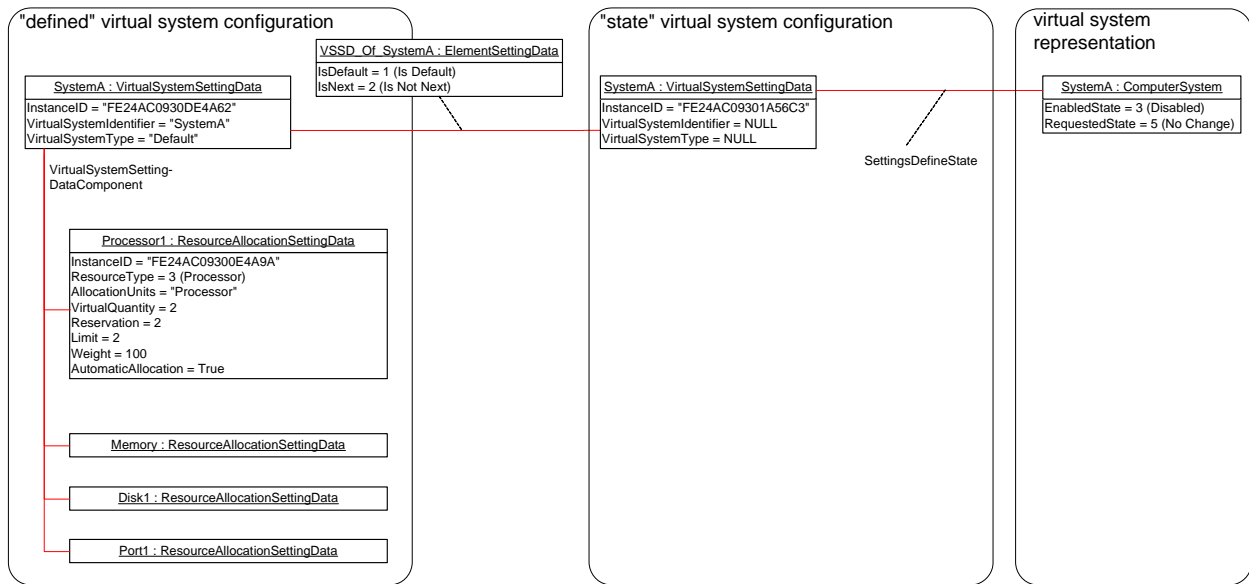 "defined" virtual system configuration
SystemA : VirtualSystemSettingData
InstanceID = "FE24AC0930DE4A62"
VirtualSystemIdentifier = "SystemA"
VirtualSystemType = "Default"
VirtualSystemSetting-
DataComponent
Processor1 : ResourceAllocationSettingData
InstanceID = "FE24AC09300E4A9A"
ResourceType = 3 (Processor)
AllocationUnits = "Processor"
VirtualQuantity = 2
Reservation = 2
Limit = 2
Weight = 100
AutomaticAllocation = True
Memory : ResourceAllocationSettingData
Disk1 : ResourceAllocationSettingData
Port1 : ResourceAllocationSettingData
VSSD_Of_SystemA : ElementSettingData
IsDefault = 1 (Is Default)
IsNext = 2 (Is Not Next)
"state" virtual system configuration
SystemA : VirtualSystemSettingData
InstanceID = "FE24AC09301A56C3"
VirtualSystemIdentifier = NULL
VirtualSystemType = NULL
SettingsDefineState
virtual system
representation
SystemA : ComputerSystem
EnabledState = 3 (Disabled)
RequestedState = 5 (No Change)